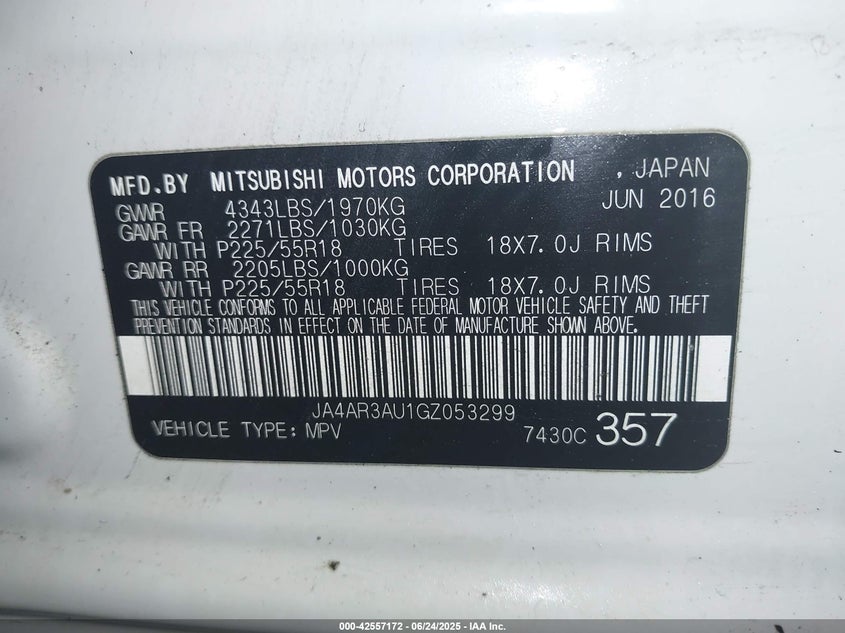 MFD.BY MITSUBISHI MOTORS CORPORATION , JAPAN
GVWR 4343LBS/1970KG JUN 2016
GAWR FR 2271LBS/1030KG
WITH P225/55R18 TIRES 18X7.0J RIMS
GAWR RR 2205LBS/1000KG
WITH P225/55R18 TIRES 18X7.0J RIMS
THIS VEHICLE CONFORMS TO ALL APPLICABLE FEDERAL MOTOR VEHICLE SAFETY AND THEFT
PREVENTION STANDARDS IN EFFECT ON THE DATE OF MANUFACTURE SHOWN ABOVE.
JA4AR3AU1GZ053299
VEHICLE TYPE: MPV 7430C 357
000-42557172 - 06/24/2025 - IAA Inc.